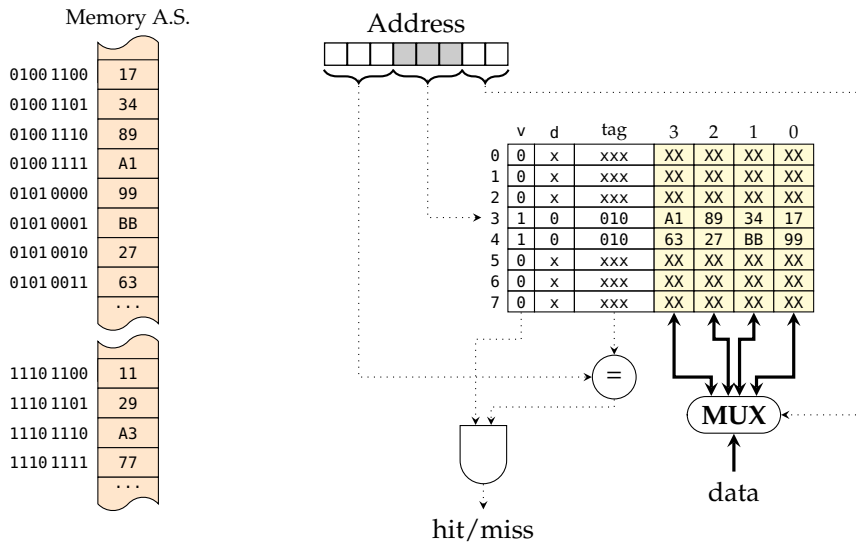 Memory A.S.
0100 1100 17
0100 1101 34
0100 1110 89
0100 1111 A1
0101 0000 99
0101 0001 BB
0101 0010 27
0101 0011 63
...
1110 1100 11
1110 1101 29
1110 1110 A3
1110 1111 77
...
Address
v d tag 3 2 1 0
0 0 x xxx XX XX XX XX
1 0 x xxx XX XX XX XX
2 0 x xxx XX XX XX XX
3 1 0 010 A1 89 34 17
4 1 0 010 63 27 BB 99
5 0 x xxx XX XX XX XX
6 0 x xxx XX XX XX XX
7 0 x xxx XX XX XX XX
=
MUX
data
hit/miss